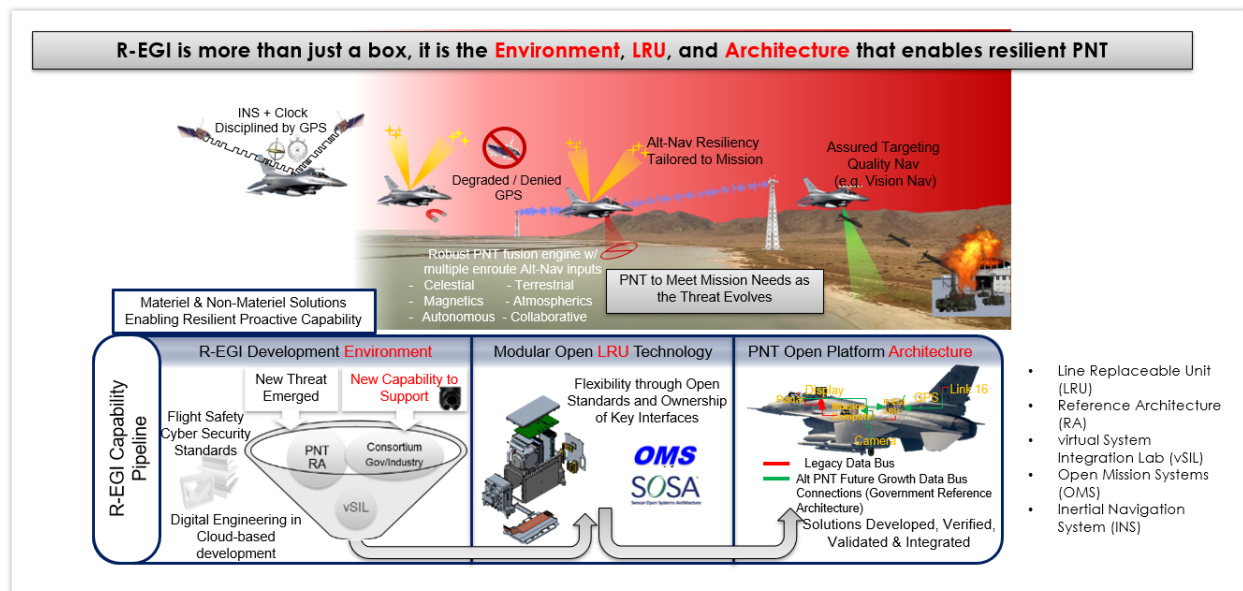 R-EGI is more than just a box, it is the Environment, LRU, and Architecture that enables resilient PNT
INS + Clock
Disciplined by GPS
Degraded / Denied
GPS
Alt-Nav Resiliency
Tailored to Mission
Assured Targeting
Quality Nav
(e.g. Vision Nav)
Robust PNT fusion engine w/
multiple enroute Alt-Nav inputs
- Celestial - Terrestrial
- Magnetics - Atmospherics
- Autonomous - Collaborative
PNT to Meet Mission Needs as
the Threat Evolves
Materiel & Non-Materiel Solutions
Enabling Resilient Proactive Capability
R-EGI Capability
Pipeline
R-EGI Development Environment
New Threat
Emerged
New Capability to
Support
Flight Safety
Cyber Security
Standards
PNT
RA
Consortium
Gov/Industry
vSIL
Digital Engineering in
Cloud-based
development
Modular Open LRU Technology
Flexibility through Open
Standards and Ownership
of Key Interfaces
OMS
SOSA
Sensor Open Systems Architecture
PNT Open Platform Architecture
Display
GPS
Link 16
Camera
Legacy Data Bus
Alt PNT Future Growth Data Bus
Connections (Government Reference
Architecture)
Solutions Developed, Verified,
Validated & Integrated
• Line Replaceable Unit
(LRU)
• Reference Architecture
(RA)
• virtual System
Integration Lab (vSIL)
• Open Mission Systems
(OMS)
• Inertial Navigation
System (INS)